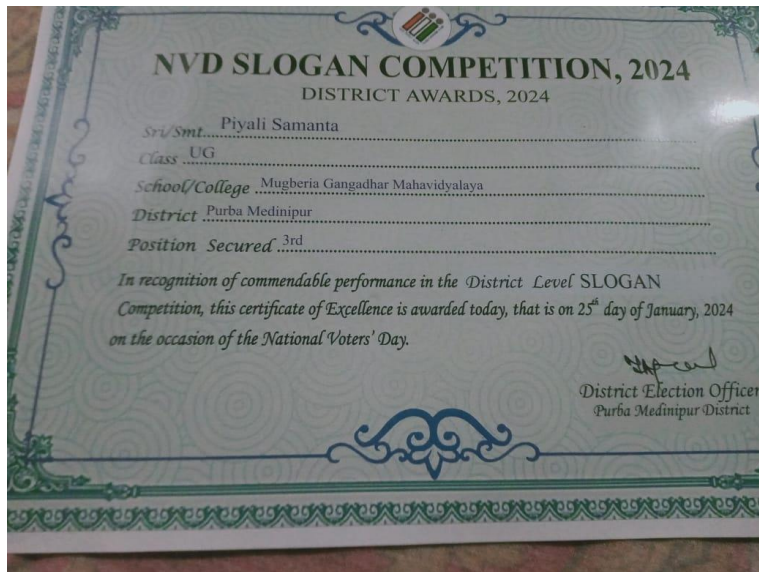 NVD SLOGAN COMPETITION, 2024
DISTRICT AWARDS, 2024
Sri/Smt. Piyali Samanta
Class UG
School/College Mugberia Gangadhar Mahavidyalaya
District Purba Medinipur
Position Secured 3rd
In recognition of commendable performance in the District Level SLOGAN
Competition, this certificate of Excellence is awarded today, that is on 25th day of January, 2024
on the occasion of the National Voters' Day.
District Election Officer
Purba Medinipur District